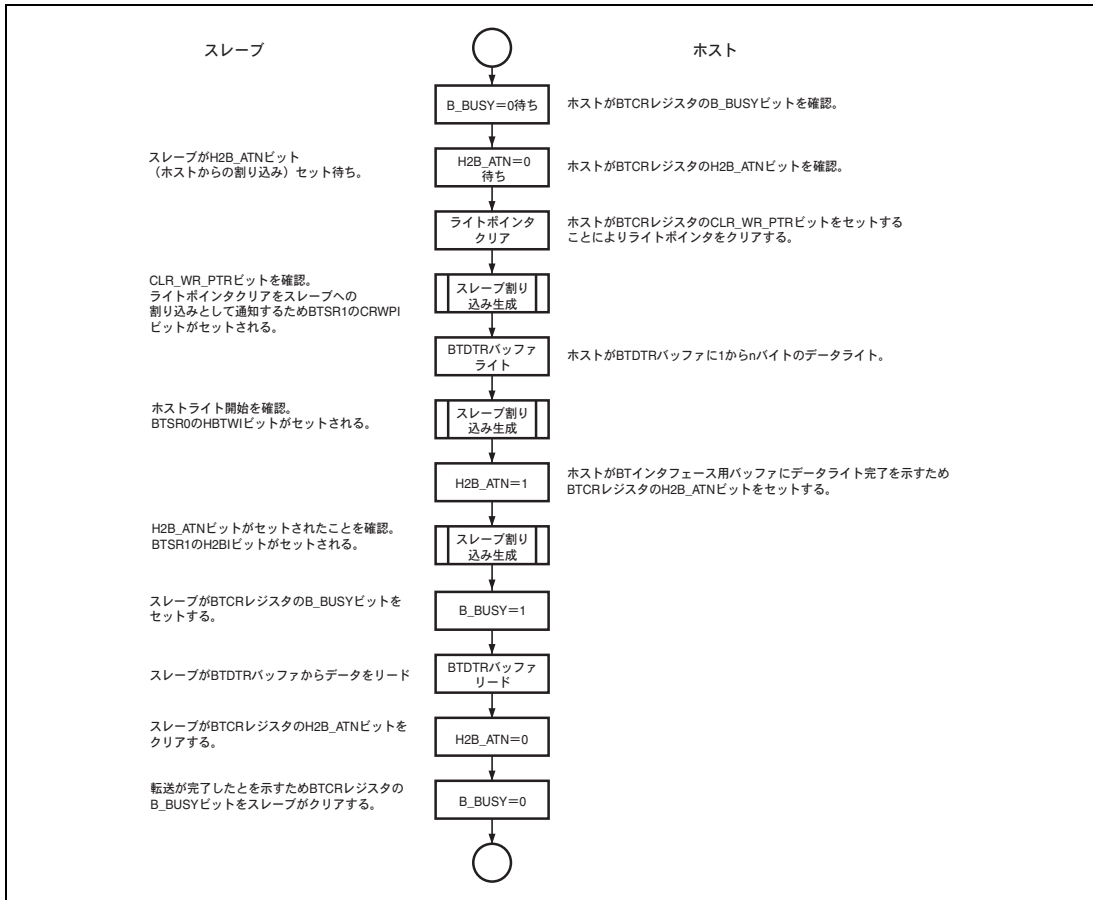 スレーブ
ホスト
B_BUSY=0待ち
ホストがBTCRレジスタのB_BUSYビットを確認。
スレーブがH2B_ATNビット
(ホストからの割り込み)セット待ち。
H2B_ATN=0
待ち
ホストがBTCRレジスタのH2B_ATNビットを確認。
ライトポインタ
クリア
ホストがBTCRレジスタのCLR_WR_PTRビットをセットする
ことによりライトポインタをクリアする。
CLR_WR_PTRビットを確認。
ライトポインタクリアをスレーブへの
割り込みとして通知するためBTSR1のCRWPI
ビットがセットされる。
スレーブ割り
込み生成
BTDTRバッファ
ライト
ホストがBTDTRバッファに1からnバイトのデータライト。
ホストライト開始を確認。
BTSR0のHBTWIビットがセットされる。
スレーブ割り
込み生成
H2B_ATN=1
ホストがBTインタフェース用バッファにデータライト完了を示すため
BTCRレジスタのH2B_ATNビットをセットする。
H2B_ATNビットがセットされたことを確認。
BTSR1のH2BIビットがセットされる。
スレーブ割り
込み生成
スレーブがBTCRレジスタのB_BUSYビットを
セットする。
B_BUSY=1
スレーブがBTDTRバッファからデータをリード
BTDTRバッファ
リード
スレーブがBTCRレジスタのH2B_ATNビットを
クリアする。
H2B_ATN=0
転送が完了したとを示すためBTCRレジスタの
B_BUSYビットをスレーブがクリアする。
B_BUSY=0